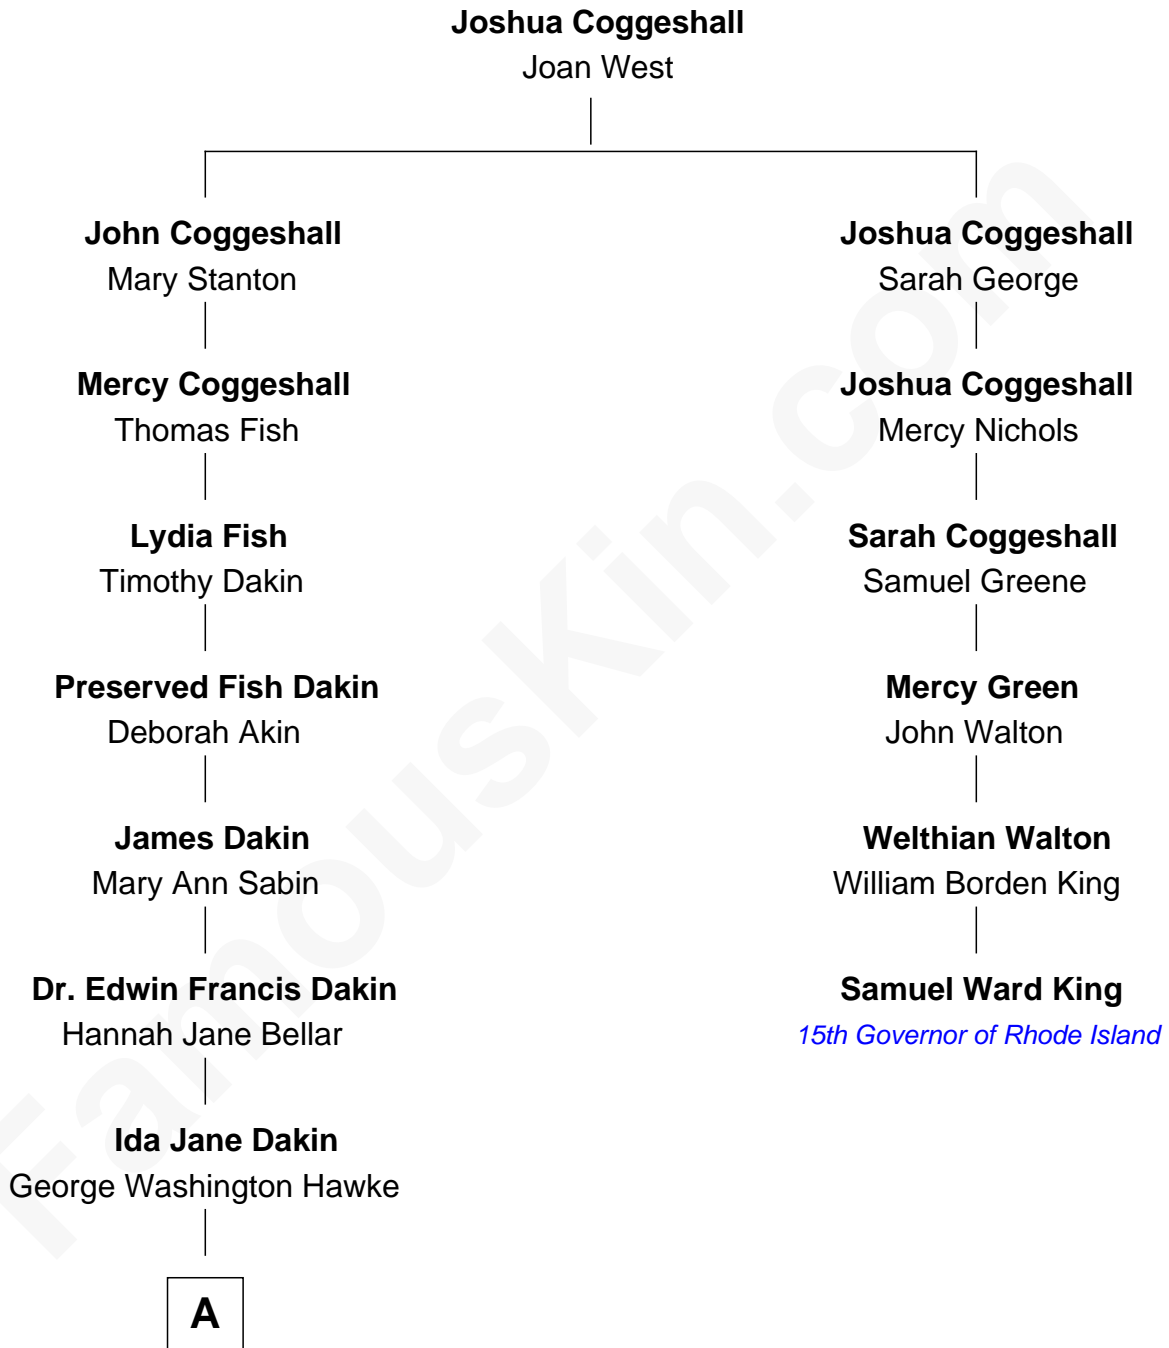 Joshua Coggeshall
Joan West
John Coggeshall
Mary Stanton
Joshua Coggeshall
Sarah George
Mercy Coggeshall
Thomas Fish
Joshua Coggeshall
Mercy Nichols
Lydia Fish
Timothy Dakin
Sarah Coggeshall
Samuel Greene
Preserved Fish Dakin
Deborah Akin
Mercy Green
John Walton
James Dakin
Mary Ann Sabin
Welthian Walton
William Borden King
Dr. Edwin Francis Dakin
Hannah Jane Bellar
Samuel Ward King
15th Governor of Rhode Island
Ida Jane Dakin
George Washington Hawke
A
FamousKin.com